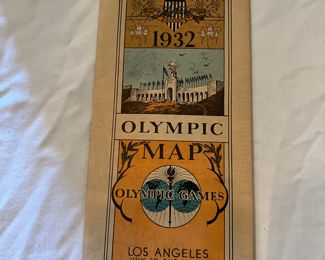 1932
OLYMPIC
MAP
OLYMPIC GAMES
LOS ANGELES